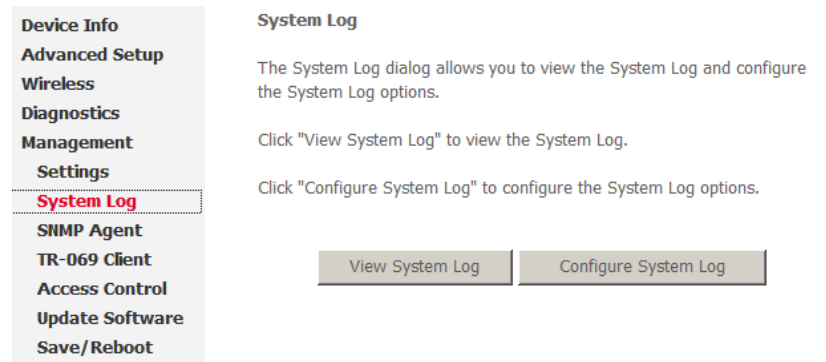 Device Info
Advanced Setup
Wireless
Diagnostics
Management
Settings
System Log
SNMP Agent
TR-069 Client
Access Control
Update Software
Save/Reboot
System Log
The System Log dialog allows you to view the System Log and configure
the System Log options.
Click "View System Log" to view the System Log.
Click "Configure System Log" to configure the System Log options.
View System Log
Configure System Log